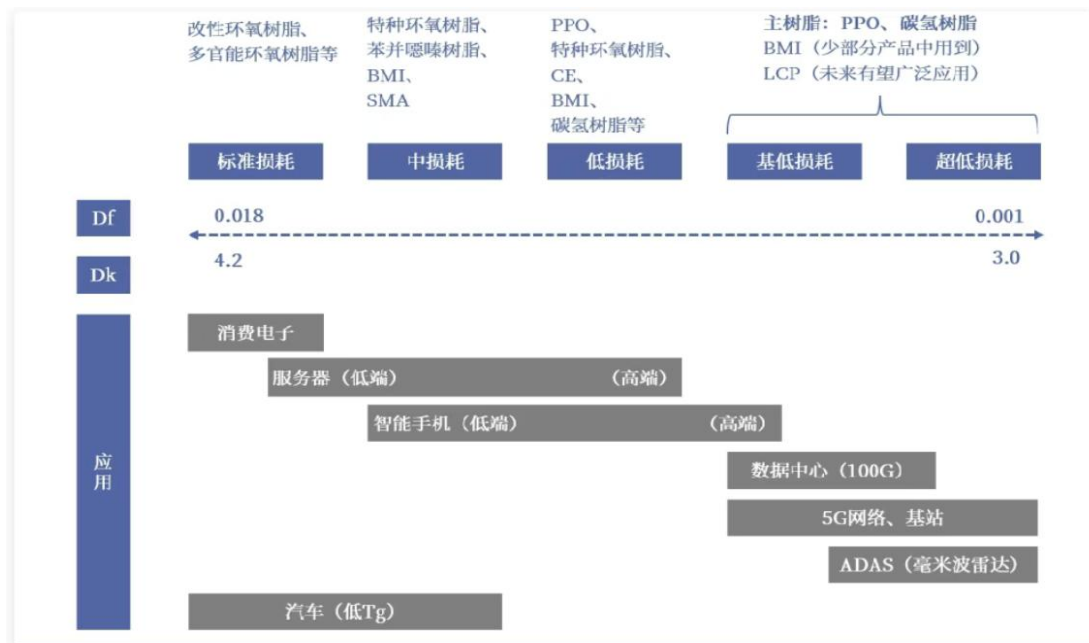 改性环氧树脂、
多官能环氧树脂等
特种环氧树脂、
苯并噁嗪树脂、
BMI、
SMA
PPO、
特种环氧树脂、
CE、
BMI、
碳氢树脂等
主树脂：PPO、碳氢树脂
BMI（少部分产品中用到）
LCP（未来有望广泛应用）
标准损耗
中损耗
低损耗
基低损耗
超低损耗
Df
0.018
0.001
Dk
4.2
3.0
应
用
消费电子
服务器（低端）
（高端）
智能手机（低端）
（高端）
数据中心（100G）
5G网络、基站
ADAS（毫米波雷达）
汽车（低Tg）